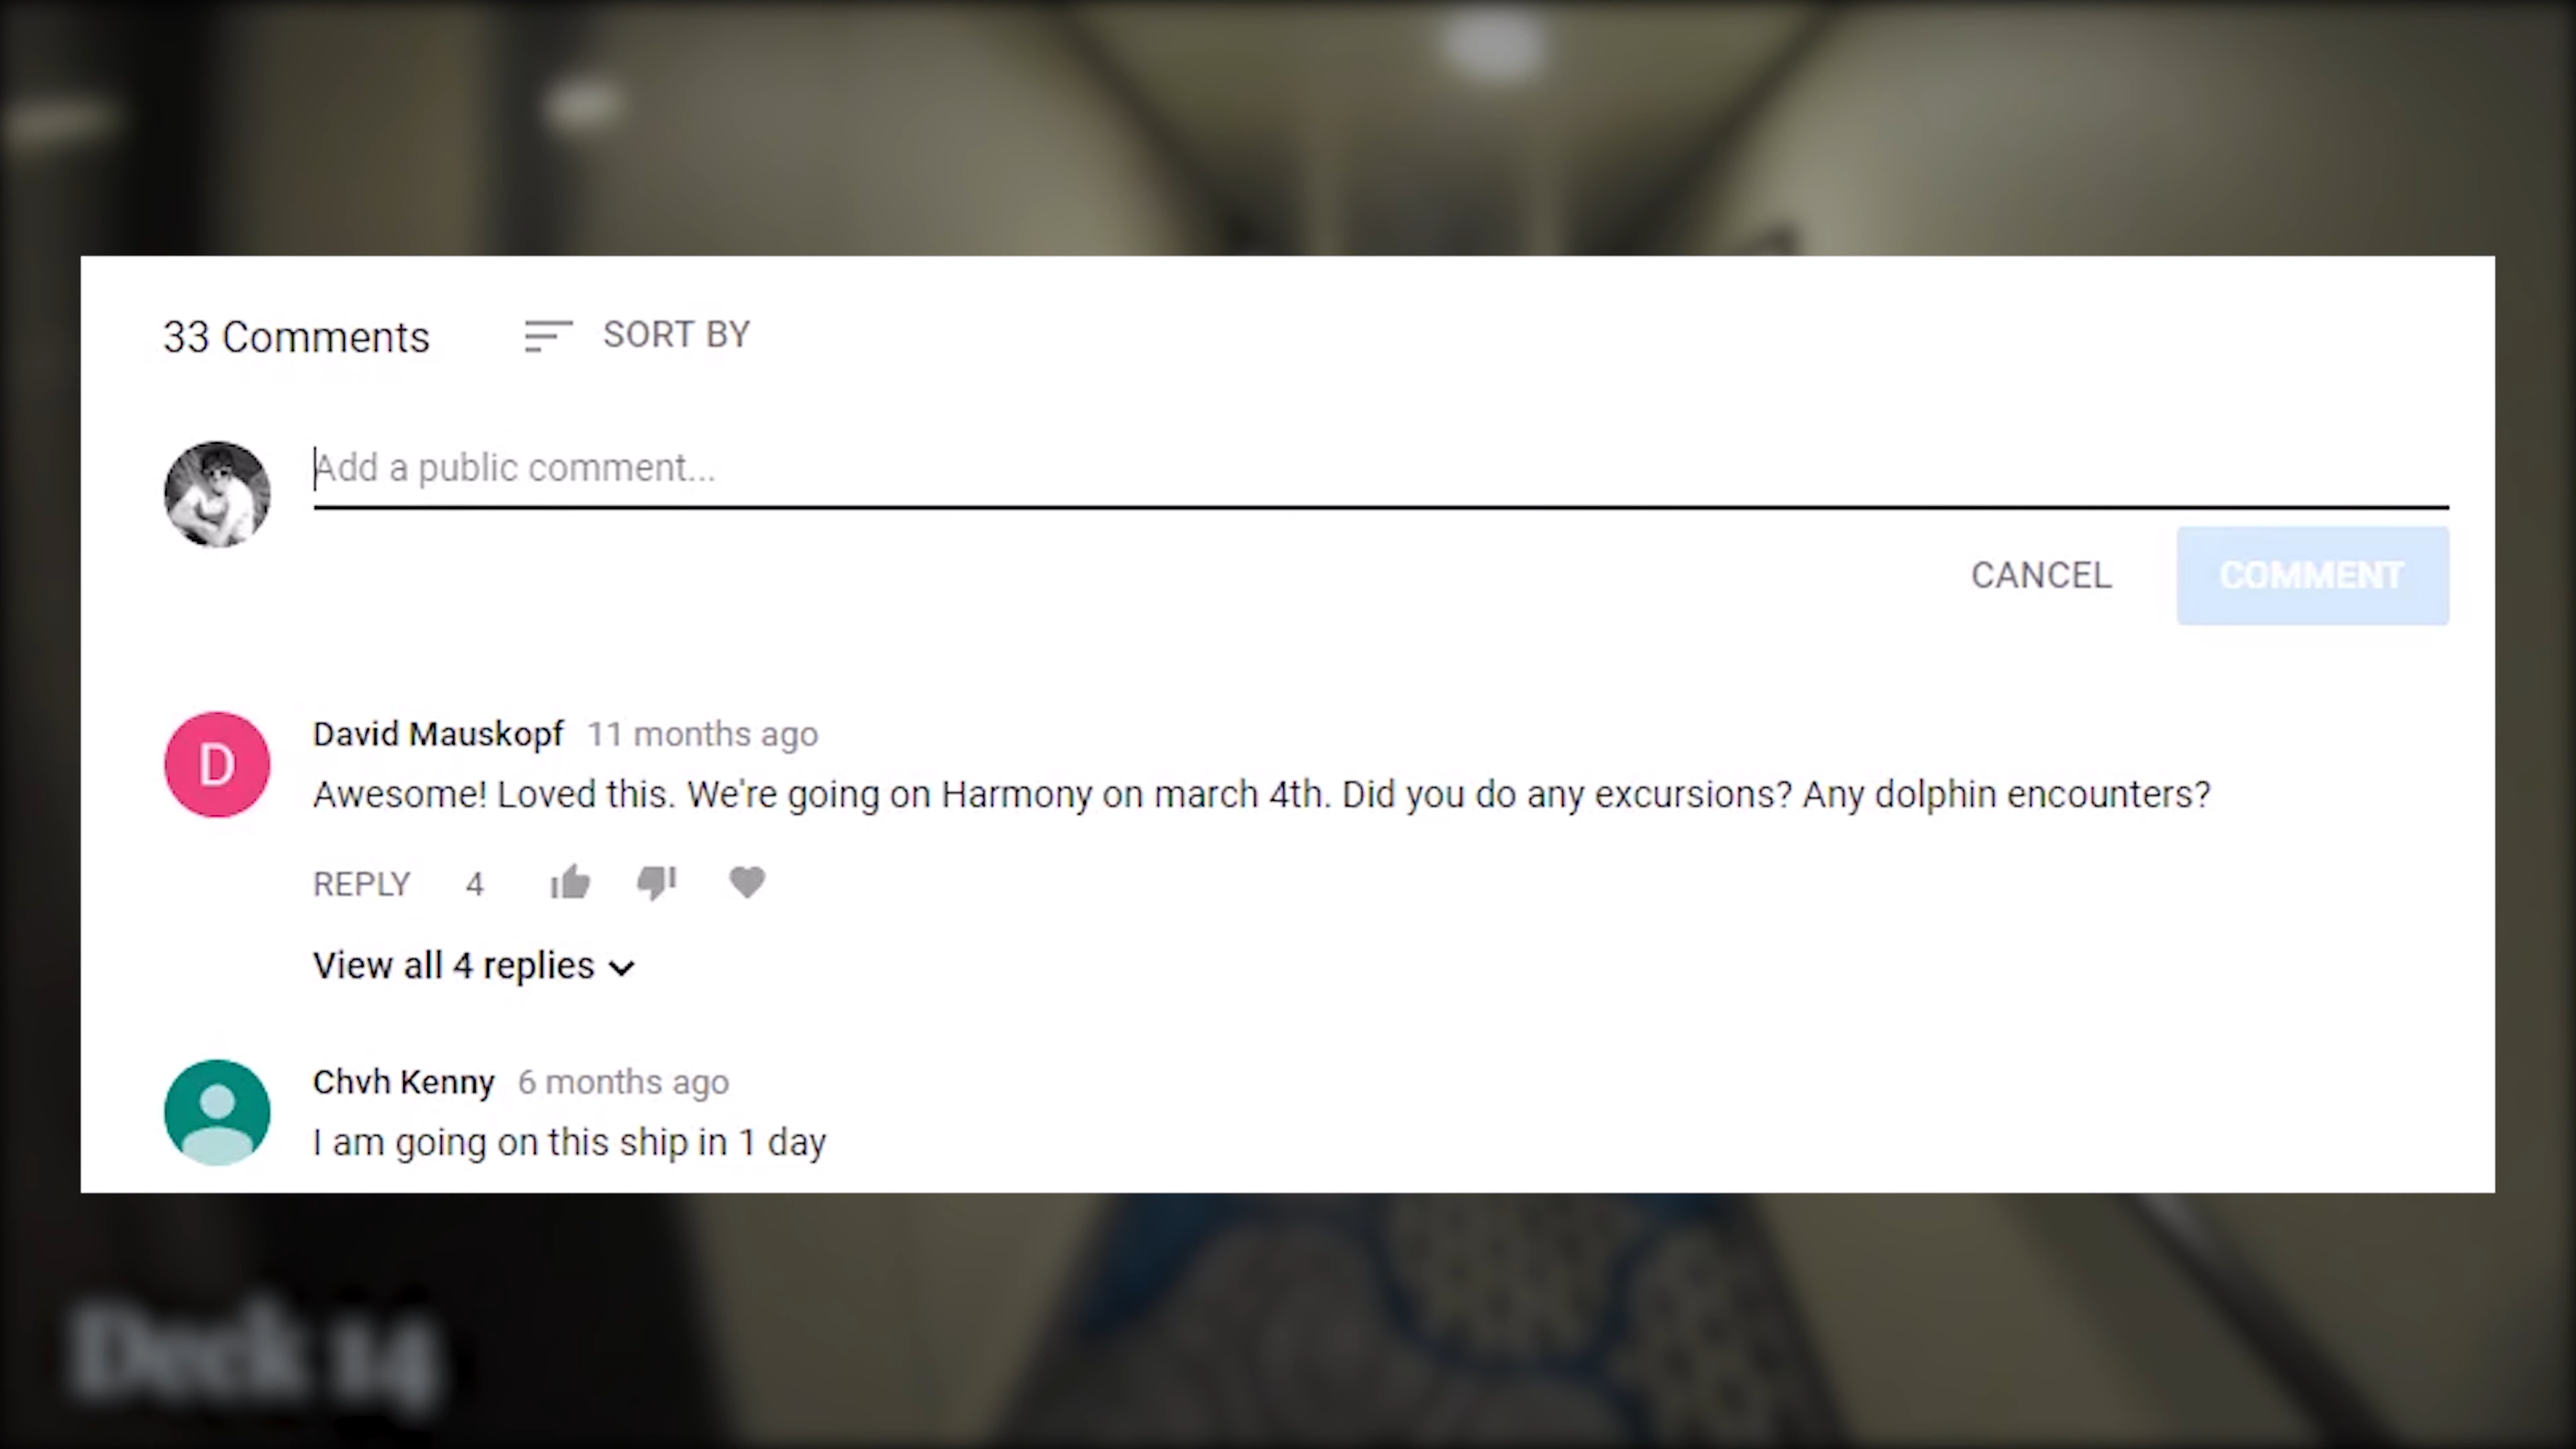 33 Comments
SORT BY
Add a public comment...
CANCEL
COMMENT
D
David Mauskopf 11 months ago
Awesome! Loved this. We're going on Harmony on march 4th. Did you do any excursions? Any dolphin encounters?
REPLY 4
View all 4 replies
Chvh Kenny 6 months ago
I am going on this ship in 1 day
Deck 14